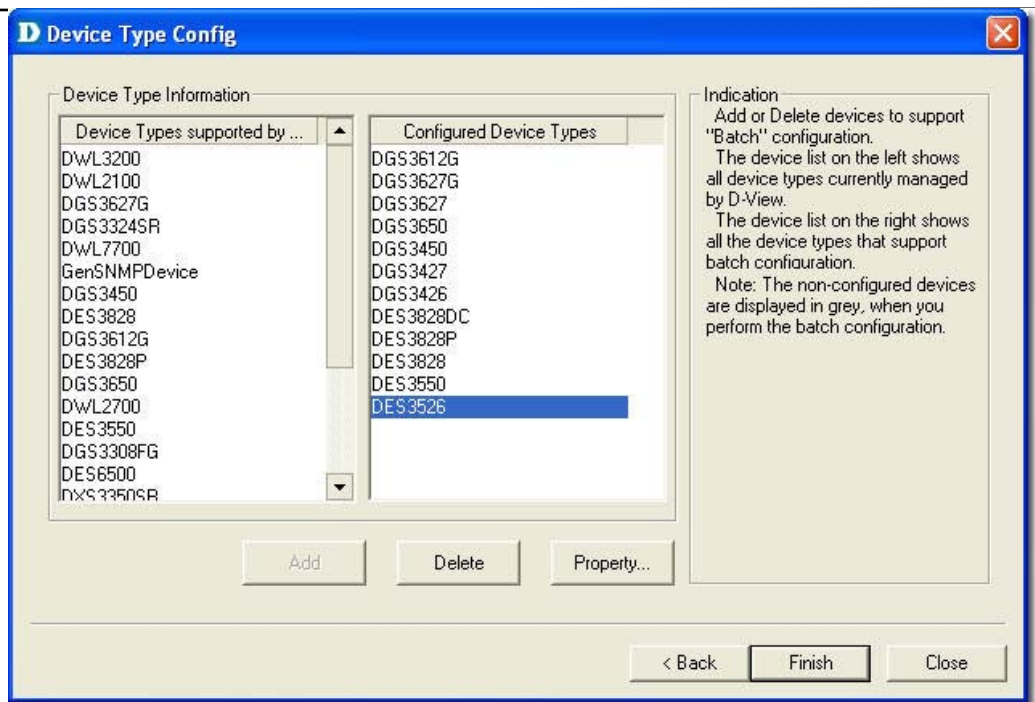 D Device Type Config
Device Type Information
Device Types supported by ...
DWL3200
DWL2100
DGS3627G
DGS3324SR
DWL7700
GenSNMPDevice
DGS3450
DES3828
DGS3612G
DES3828P
DGS3650
DWL2700
DES3550
DGS3308FG
DES6500
DXS3350SR
Configured Device Types
DGS3612G
DGS3627G
DGS3627
DGS3650
DGS3450
DGS3427
DGS3426
DES3828DC
DES3828P
DES3828
DES3550
DES3526
Indication
Add or Delete devices to support
"Batch" configuration.
The device list on the left shows
all device types currently managed
by D-View.
The device list on the right shows
all the device types that support
batch configuration.
Note: The non-configured devices
are displayed in grey, when you
perform the batch configuration.
Add
Delete
Property...
< Back
Finish
Close